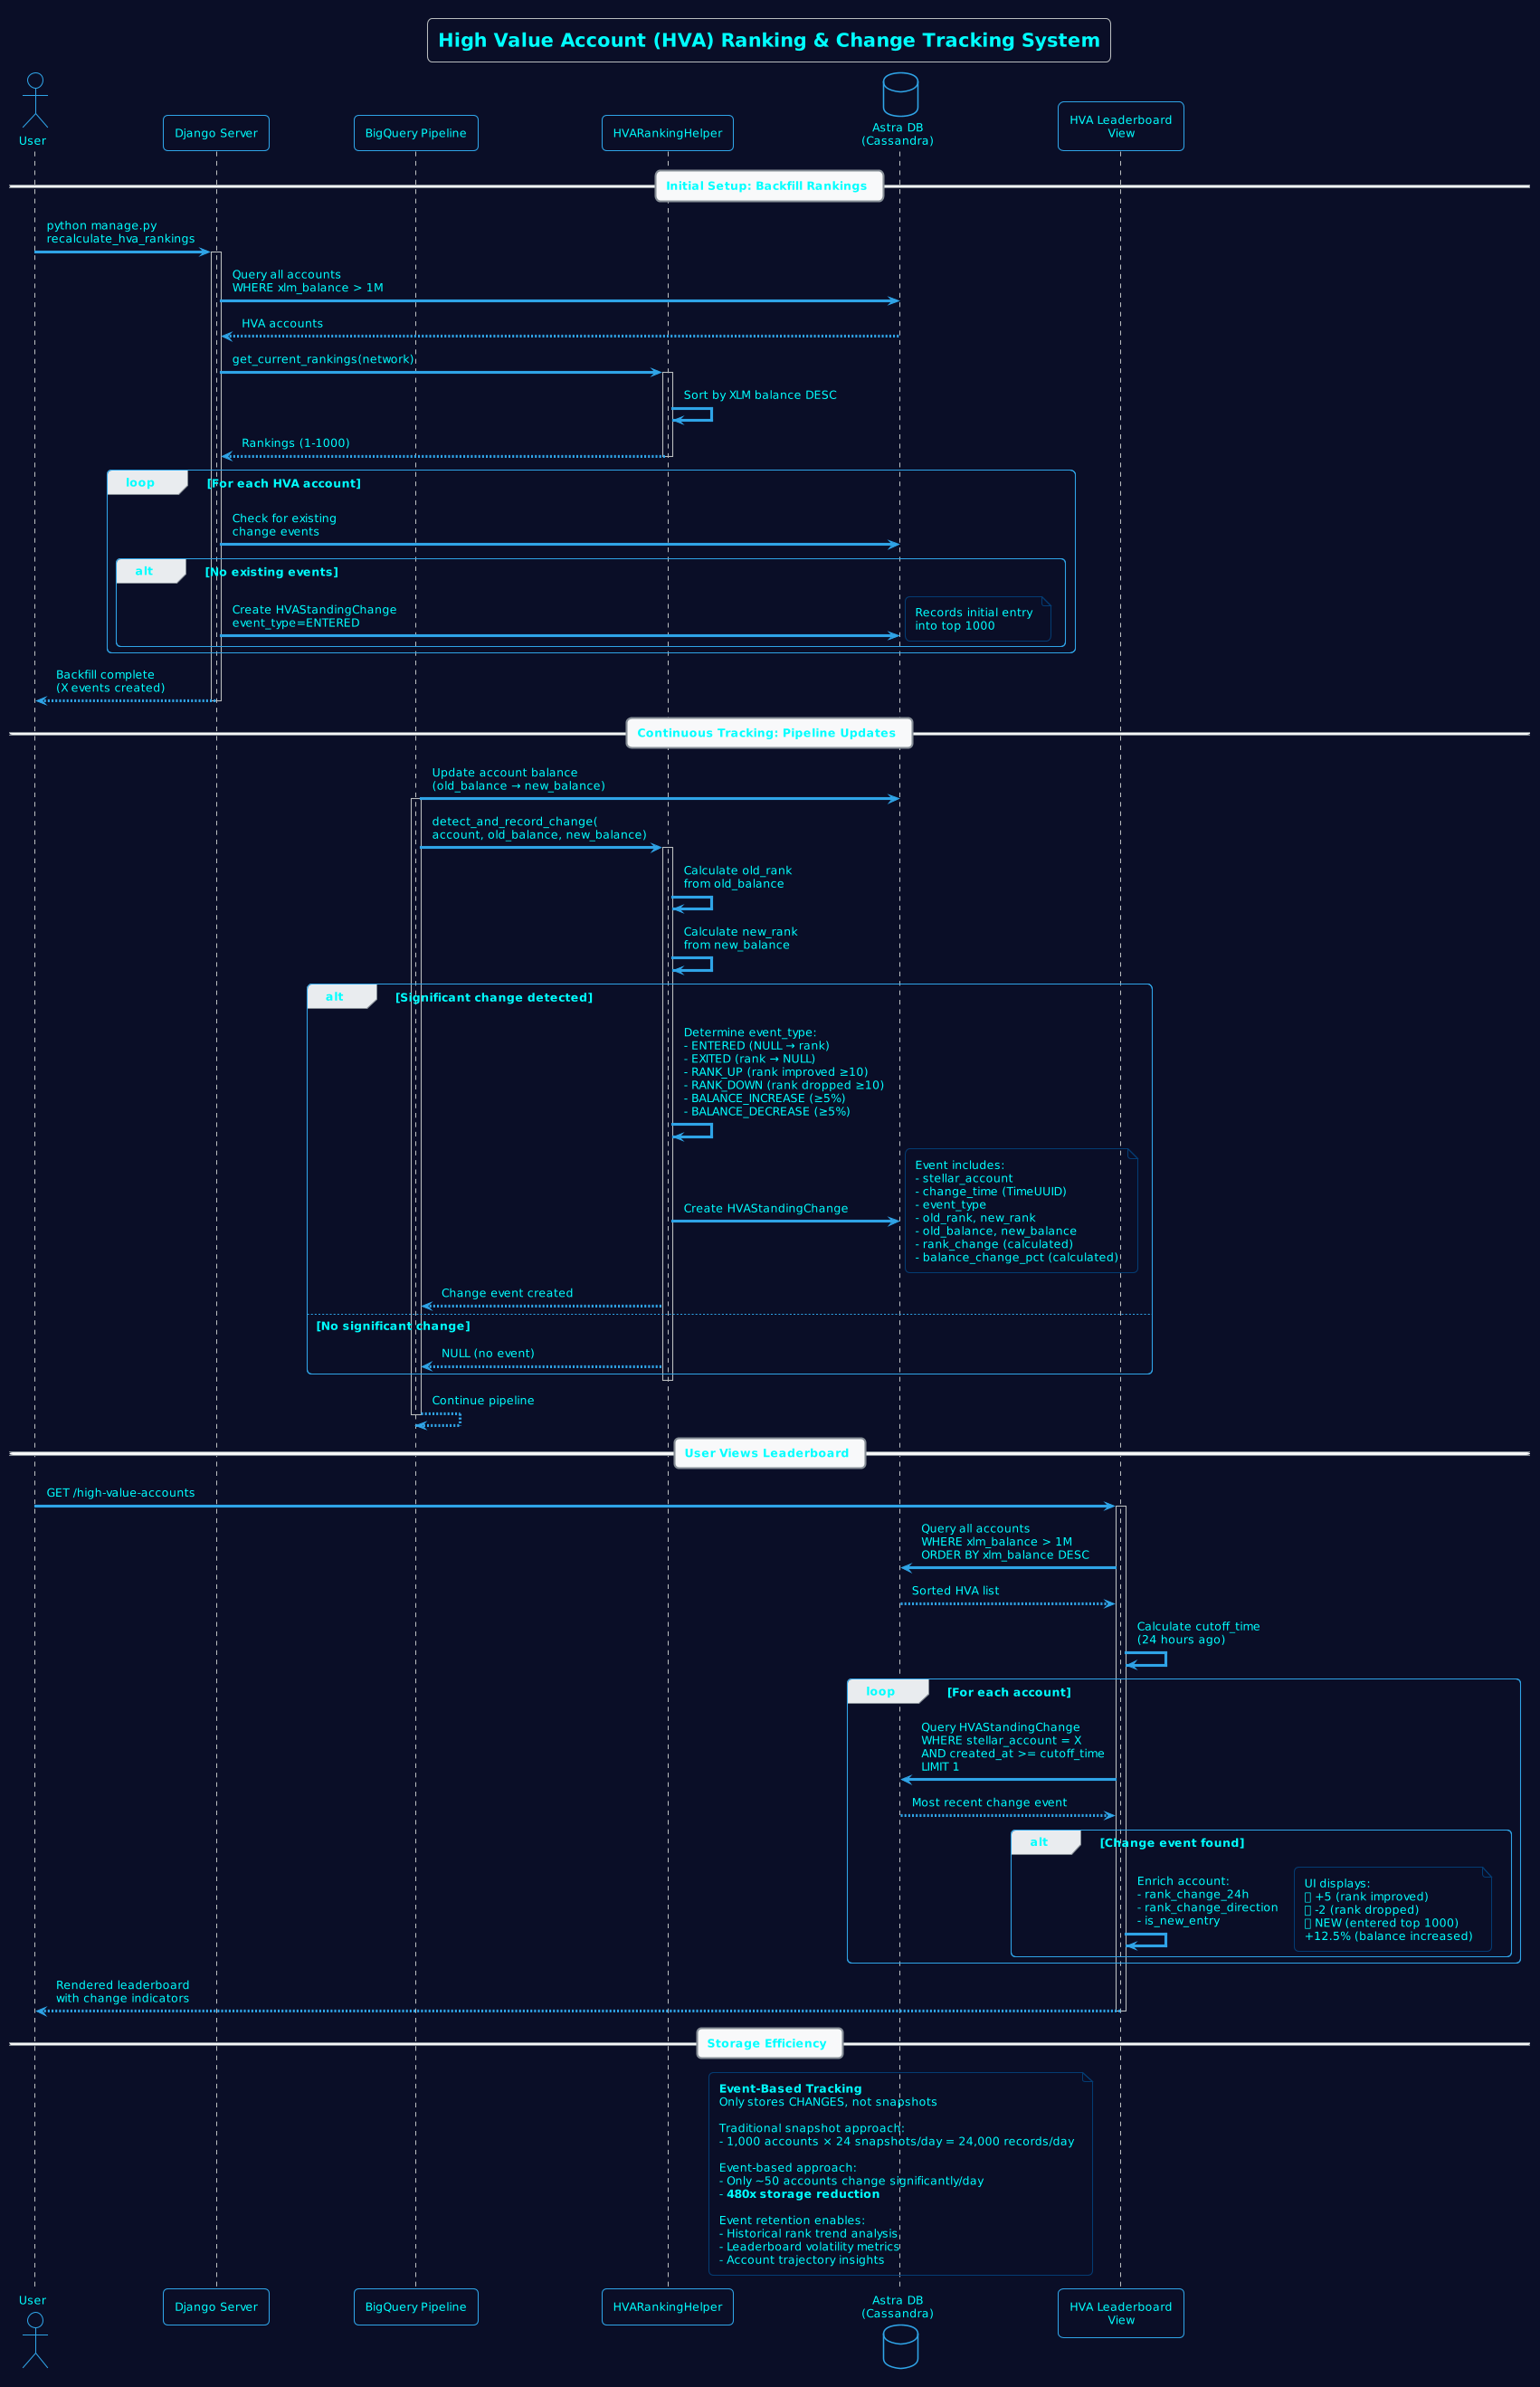 High Value Account (HVA) Ranking & Change Tracking System
User
Django Server
BigQuery Pipeline
HVARankingHelper
Astra DB
(Cassandra)
HVA Leaderboard
View
Initial Setup: Backfill Rankings
python manage.py
recalculate_hva_rankings
Query all accounts
WHERE xlm_balance > 1M
HVA accounts
get_current_rankings(network)
Sort by XLM balance DESC
Rankings (1-1000)
loop
[For each HVA account]
Check for existing
change events
alt
[No existing events]
Create HVAStandingChange
event_type=ENTERED
Records initial entry
into top 1000
Backfill complete
(X events created)
Continuous Tracking: Pipeline Updates
Update account balance
(old_balance → new_balance)
detect_and_record_change(
account, old_balance, new_balance)
Calculate old_rank
from old_balance
Calculate new_rank
from new_balance
alt
[Significant change detected]
Determine event_type:
- ENTERED (NULL → rank)
- EXITED (rank → NULL)
- RANK_UP (rank improved ≥10)
- RANK_DOWN (rank dropped ≥10)
- BALANCE_INCREASE (≥5%)
- BALANCE_DECREASE (≥5%)
Create HVAStandingChange
Event includes:
- stellar_account
- change_time (TimeUUID)
- event_type
- old_rank, new_rank
- old_balance, new_balance
- rank_change (calculated)
- balance_change_pct (calculated)
Change event created
[No significant change]
NULL (no event)
Continue pipeline
User Views Leaderboard
GET /high-value-accounts
Query all accounts
WHERE xlm_balance > 1M
ORDER BY xlm_balance DESC
Sorted HVA list
Calculate cutoff_time
(24 hours ago)
loop
[For each account]
Query HVAStandingChange
WHERE stellar_account = X
AND created_at >= cutoff_time
LIMIT 1
Most recent change event
alt
[Change event found]
Enrich account:
- rank_change_24h
- rank_change_direction
- is_new_entry
UI displays:
+5 (rank improved)
-2 (rank dropped)
NEW (entered top 1000)
+12.5% (balance increased)
Rendered leaderboard
with change indicators
Storage Efficiency
Event-Based Tracking
Only stores CHANGES, not snapshots
Traditional snapshot approach:
- 1,000 accounts × 24 snapshots/day = 24,000 records/day
Event-based approach:
- Only ~50 accounts change significantly/day
- 480x storage reduction
Event retention enables:
- Historical rank trend analysis
- Leaderboard volatility metrics
- Account trajectory insights
User
Django Server
BigQuery Pipeline
HVARankingHelper
Astra DB
(Cassandra)
HVA Leaderboard
View